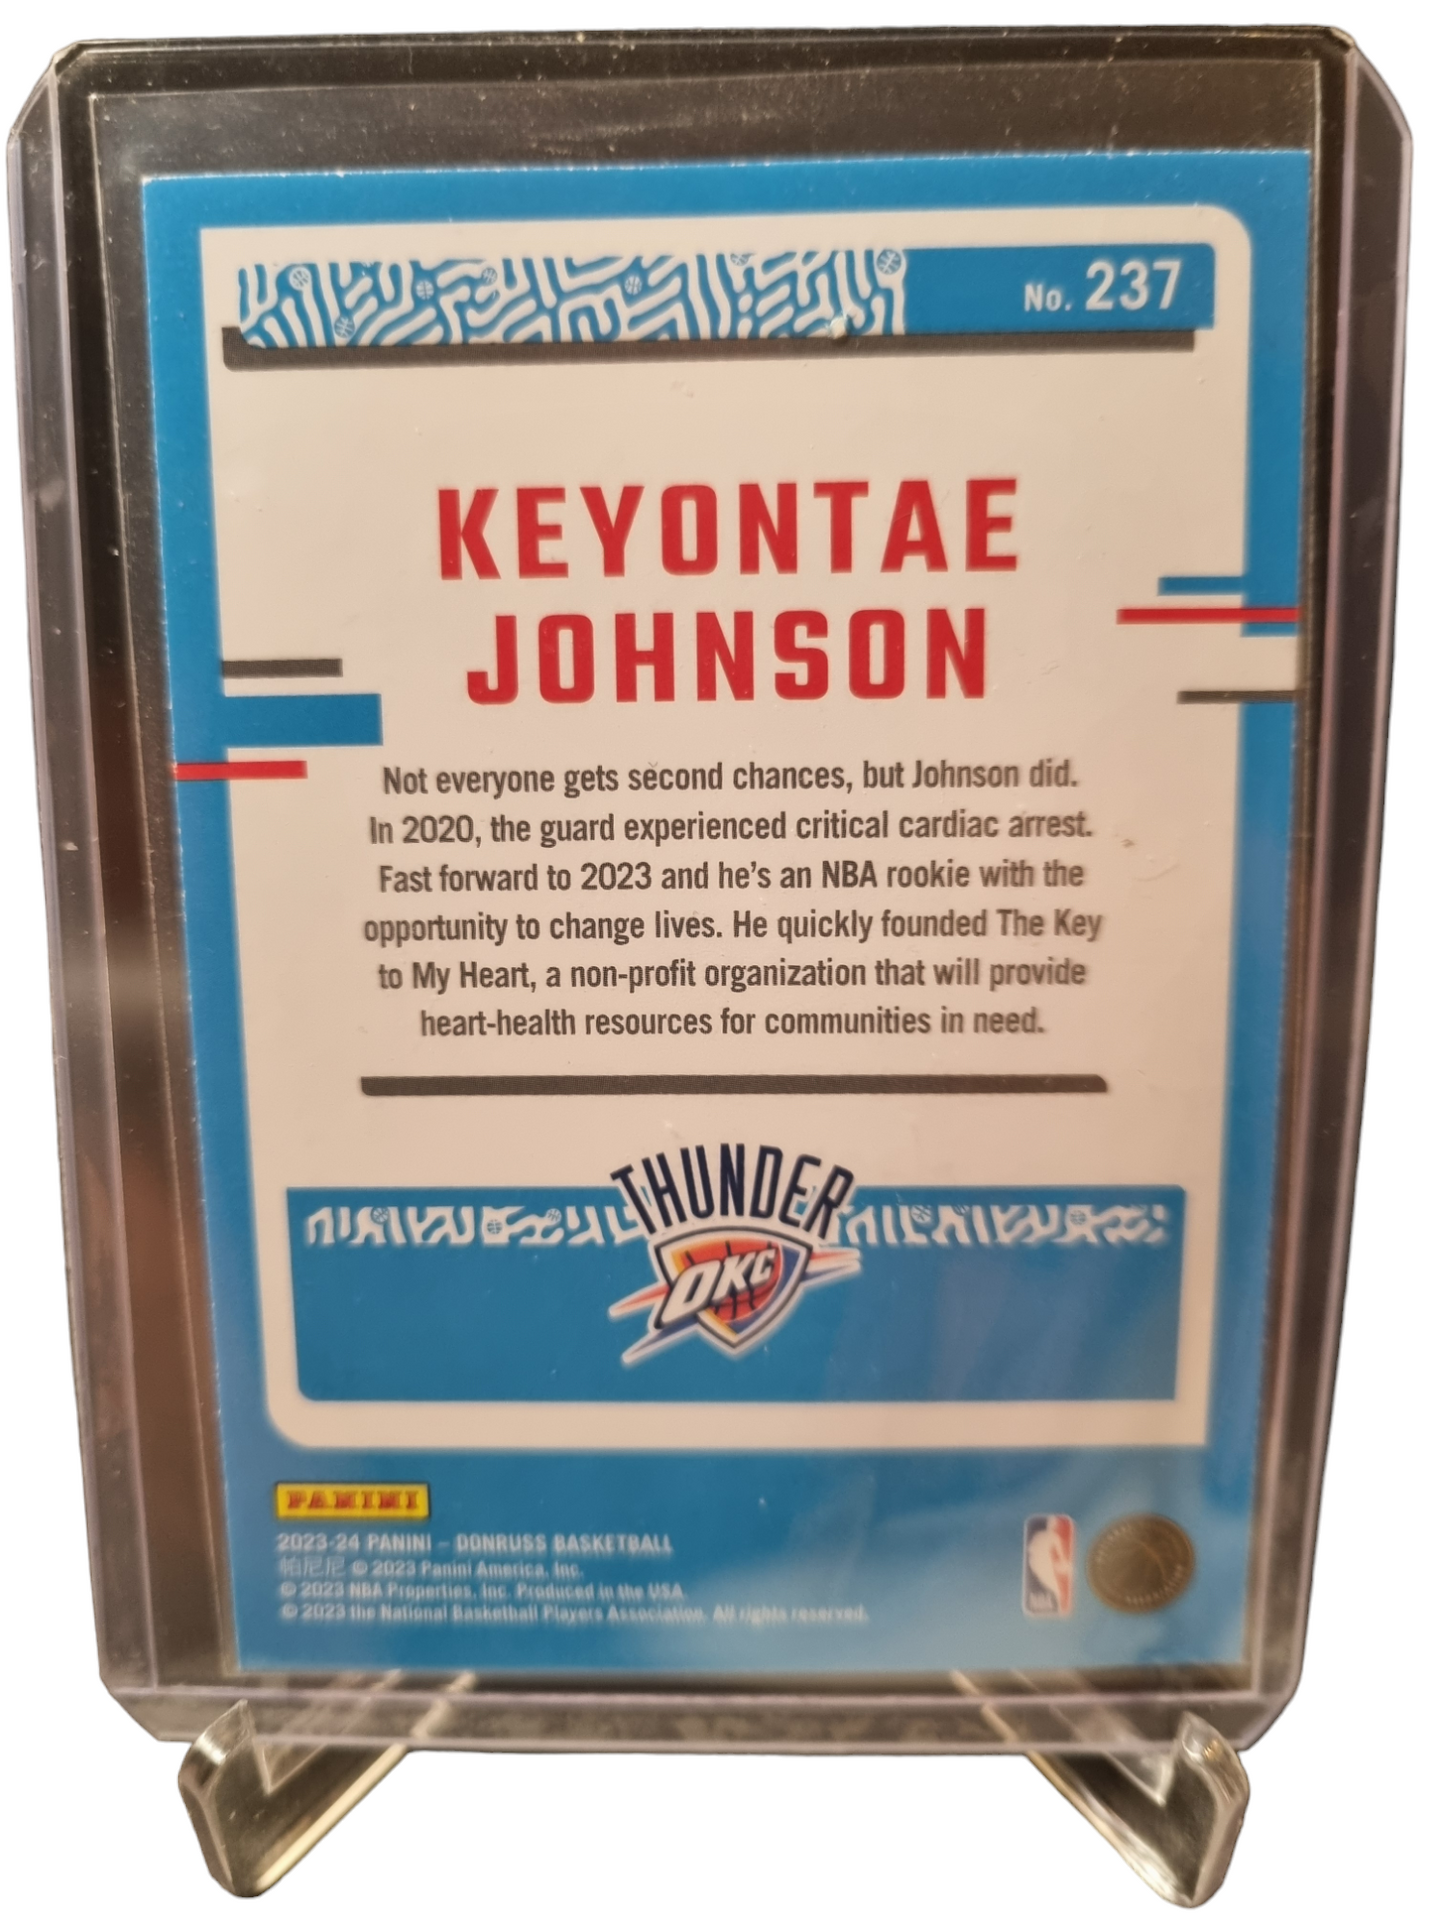 No. 237
KEYONTAE
JOHNSON
Not everyone gets second chances, but Johnson did.
In 2020, the guard experienced critical cardiac arrest.
Fast forward to 2023 and he's an NBA rookie with the
opportunity to change lives. He quickly founded The Key
to My Heart, a non-profit organization that will provide
heart-health resources for communities in need.
THUNDER
OKC
PANINI
2023-24 PANINI – DONRUSS BASKETBALL
帕尼尼 © 2023 Panini America, Inc.
© 2023 NBA Properties, Inc. Produced in the USA.
© 2023 the National Basketball Players Association. All rights reserved.
NBA